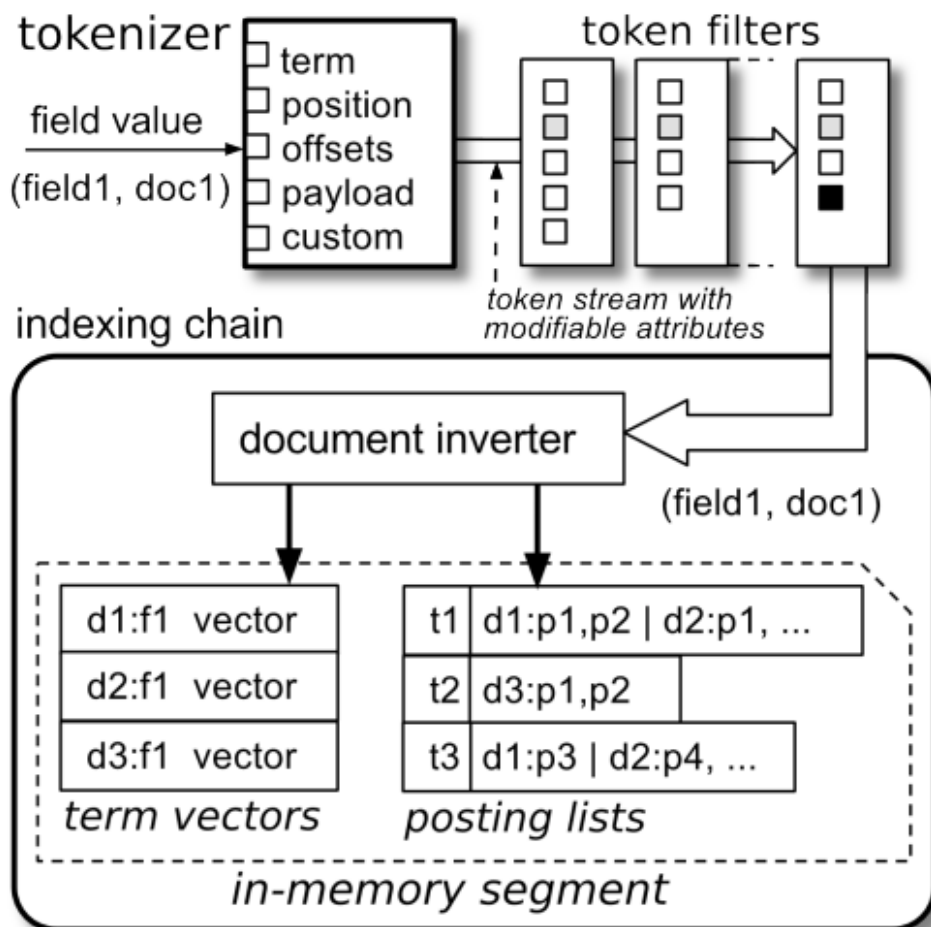 tokenizer
term
position
offsets
payload
custom
field value
(field1, doc1)
token filters
token stream with
modifiable attributes
indexing chain
document inverter
(field1, doc1)
d1:f1 vector
d2:f1 vector
d3:f1 vector
term vectors
t1 d1:p1,p2 | d2:p1, ...
t2 d3:p1,p2
t3 d1:p3 | d2:p4, ...
posting lists
in-memory segment